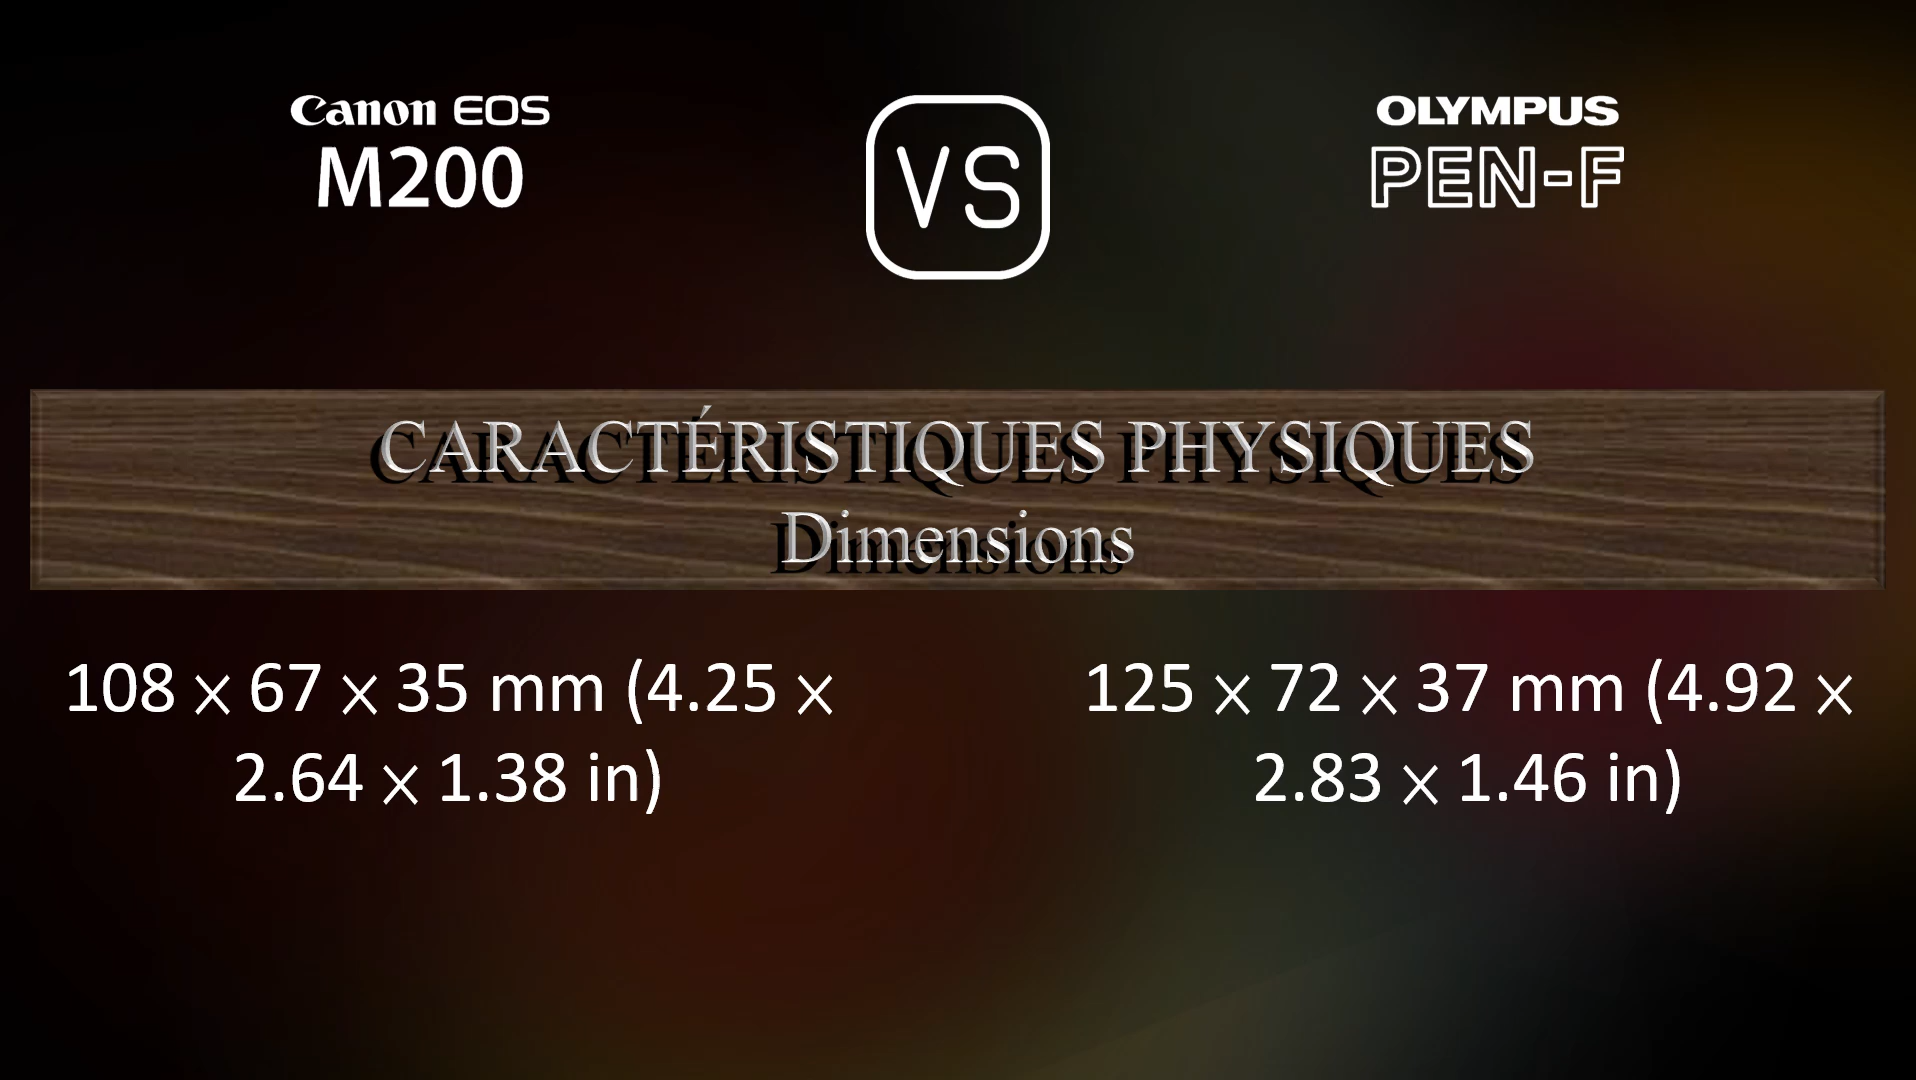 Canon EOS
M200
VS
OLYMPUS
PEN-F
CARACTÉRISTIQUES PHYSIQUES
Dimensions
108 x 67 x 35 mm (4.25 x
2.64 x 1.38 in)
125 x 72 x 37 mm (4.92 x
2.83 x 1.46 in)